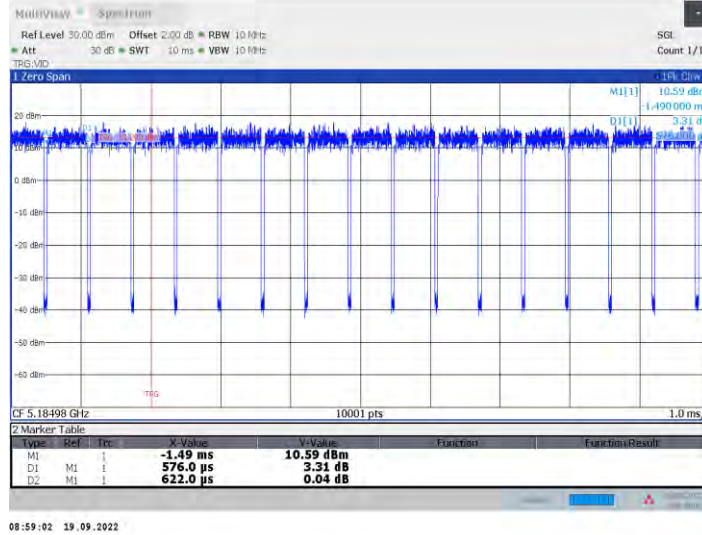 MultiView Spectrum
Ref Level 30.00 dBm Offset 2.00 dB RBW 10 MHz SGL
Att 30 dB SWT 10 ms VBW 10 MHz Count 1/1
TRG:VID
1 Zero Span 1Pk Clrw
M1[1] 10.59 dBm
-1.490000 m
20 dBm D1[1] 3.31 d
10 dBm
0 dBm
-10 dBm
-20 dBm
-30 dBm
-40 dBm
-50 dBm
-60 dBm
TRG
CF 5.18498 GHz 10001 pts 1.0 ms
2 Marker Table
Type Ref Trc X-Value Y-Value Function Function Result
M1 1 -1.49 ms 10.59 dBm
D1 M1 1 576.0 µs 3.31 dB
D2 M1 1 622.0 µs 0.04 dB
08:59:02 19.09.2022